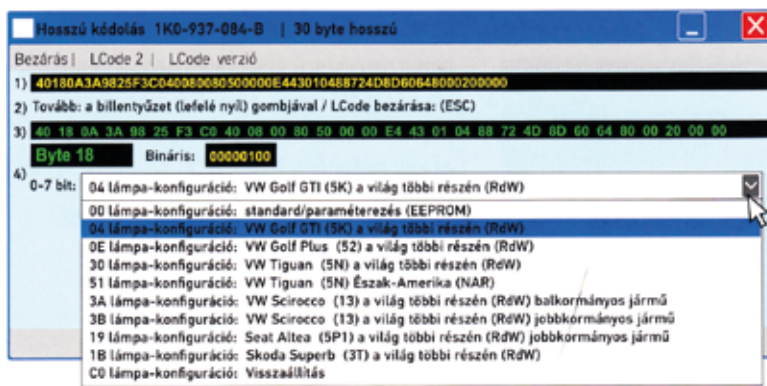 Hosszú kódolás 1K0-937-084-B | 30 byte hosszú
Bezárás| LCode 2 | LCode verzió
1) 40180A3A9825F3C040080080500000E443010488724D8D60648000200000
2) Tovább: a billentyűzet (lefelé nyíl) gombjával / LCode bezárása: (ESC)
3) 40 18 0A 3A 98 25 F3 C0 40 08 00 80 50 00 00 E4 43 01 04 88 72 4D 8D 60 64 80 00 20 00 00
Byte 18 Bináris: 00000100
4)
0-7 bit: 04 lámpa-konfiguráció: VW Golf GTI (5K) a világ többi részén (RdW)
00 lámpa-konfiguráció: standard/paraméterezés (EEPROM)
04 lámpa-konfiguráció: VW Golf GTI (5K) a világ többi részén (RdW)
0E lámpa-konfiguráció: VW Golf Plus (52) a világ többi részén (RdW)
30 lámpa-konfiguráció: VW Tiguan (5N) a világ többi részén (RdW)
51 lámpa-konfiguráció: VW Tiguan (5N) Észak-Amerika (NAR)
3A lámpa-konfiguráció: VW Scirocco (13) a világ többi részén (RdW) balkormányos jármű
3B lámpa-konfiguráció: VW Scirocco (13) a világ többi részén (RdW) jobbkormányos jármű
19 lámpa-konfiguráció: Seat Altea (5P1) a világ többi részén (RdW) jobbkormányos jármű
1B lámpa-konfiguráció: Skoda Superb (3T) a világ többi részén (RdW)
C0 lámpa-konfiguráció: Visszaállítás